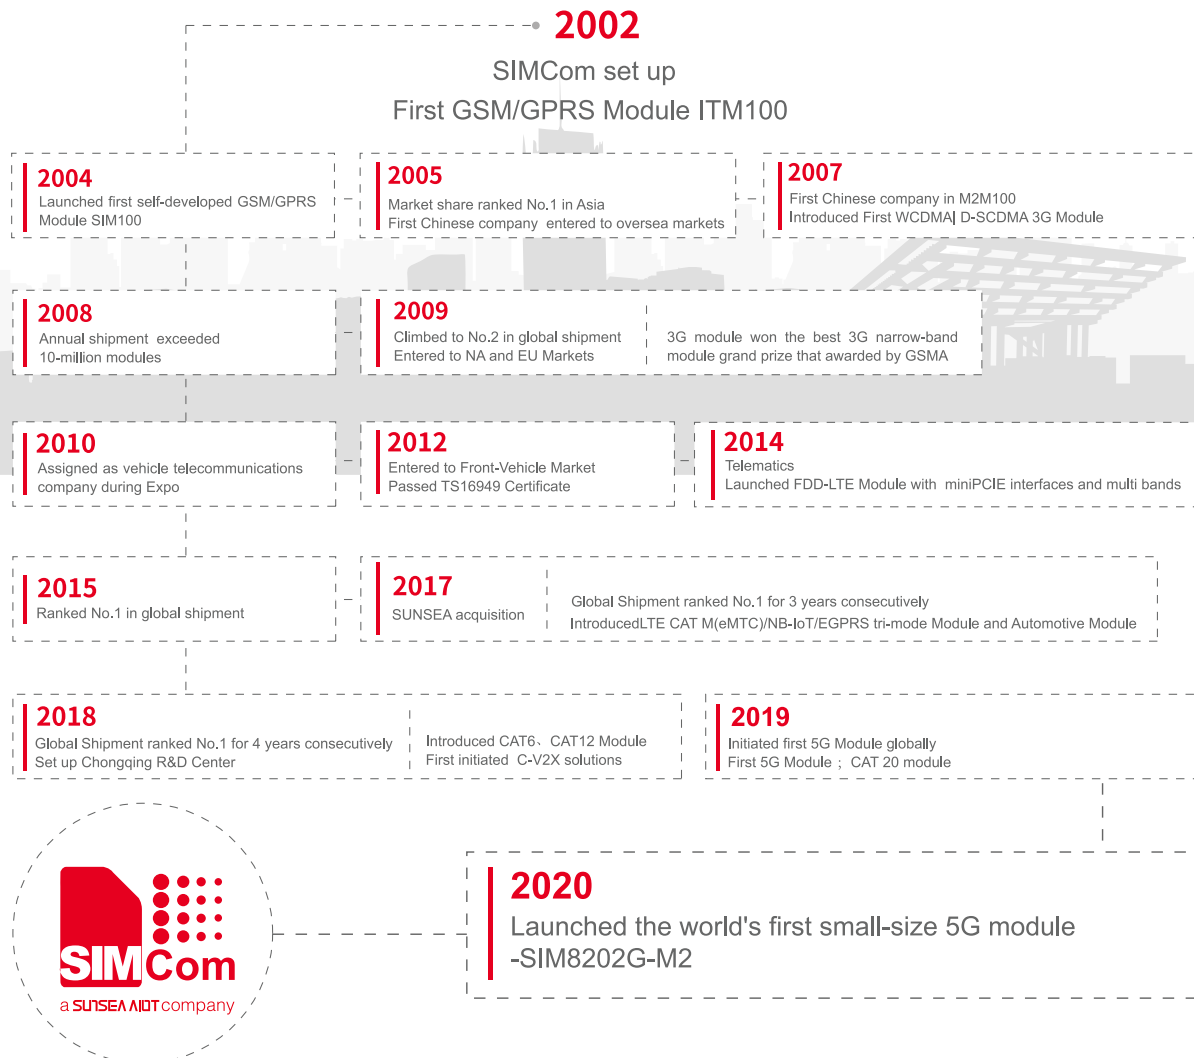 2002
SIMCom set up
First GSM/GPRS Module ITM100
2004
Launched first self-developed GSM/GPRS
Module SIM100
2005
Market share ranked No.1 in Asia
First Chinese company entered to oversea markets
2007
First Chinese company in M2M100
Introduced First WCDMA| D-SCDMA 3G Module
2008
Annual shipment exceeded
10-million modules
2009
Climbed to No.2 in global shipment
Entered to NA and EU Markets
3G module won the best 3G narrow-band
module grand prize that awarded by GSMA
2010
Assigned as vehicle telecommunications
company during Expo
2012
Entered to Front-Vehicle Market
Passed TS16949 Certificate
2014
Telematics
Launched FDD-LTE Module with miniPCIE interfaces and multi bands
2015
Ranked No.1 in global shipment
2017
SUNSEA acquisition
Global Shipment ranked No.1 for 3 years consecutively
IntroducedLTE CAT M(eMTC)/NB-IoT/EGPRS tri-mode Module and Automotive Module
2018
Global Shipment ranked No.1 for 4 years consecutively
Set up Chongqing R&D Center
Introduced CAT6、CAT12 Module
First initiated C-V2X solutions
2019
Initiated first 5G Module globally
First 5G Module ; CAT 20 module
2020
Launched the world's first small-size 5G module
-SIM8202G-M2
SIMCom
a SUNSEA AIOT company